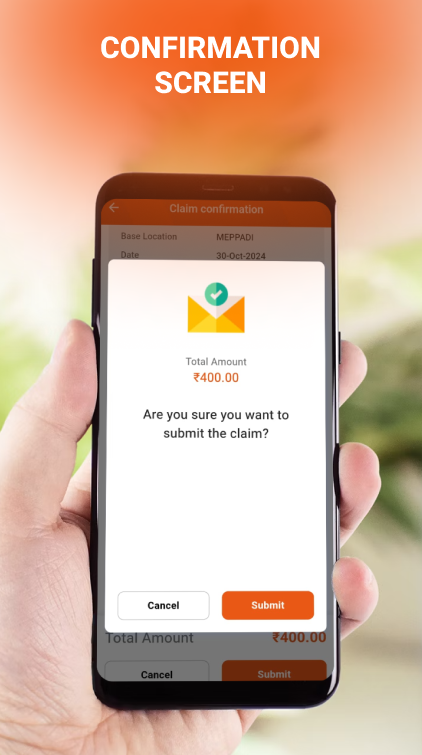 CONFIRMATION
SCREEN
Claim confirmation
Base Location MEPPADI
Date 30-Oct-2024
Total Amount
₹400.00
Are you sure you want to
submit the claim?
Cancel Submit
Total Amount ₹400.00
Cancel Submit